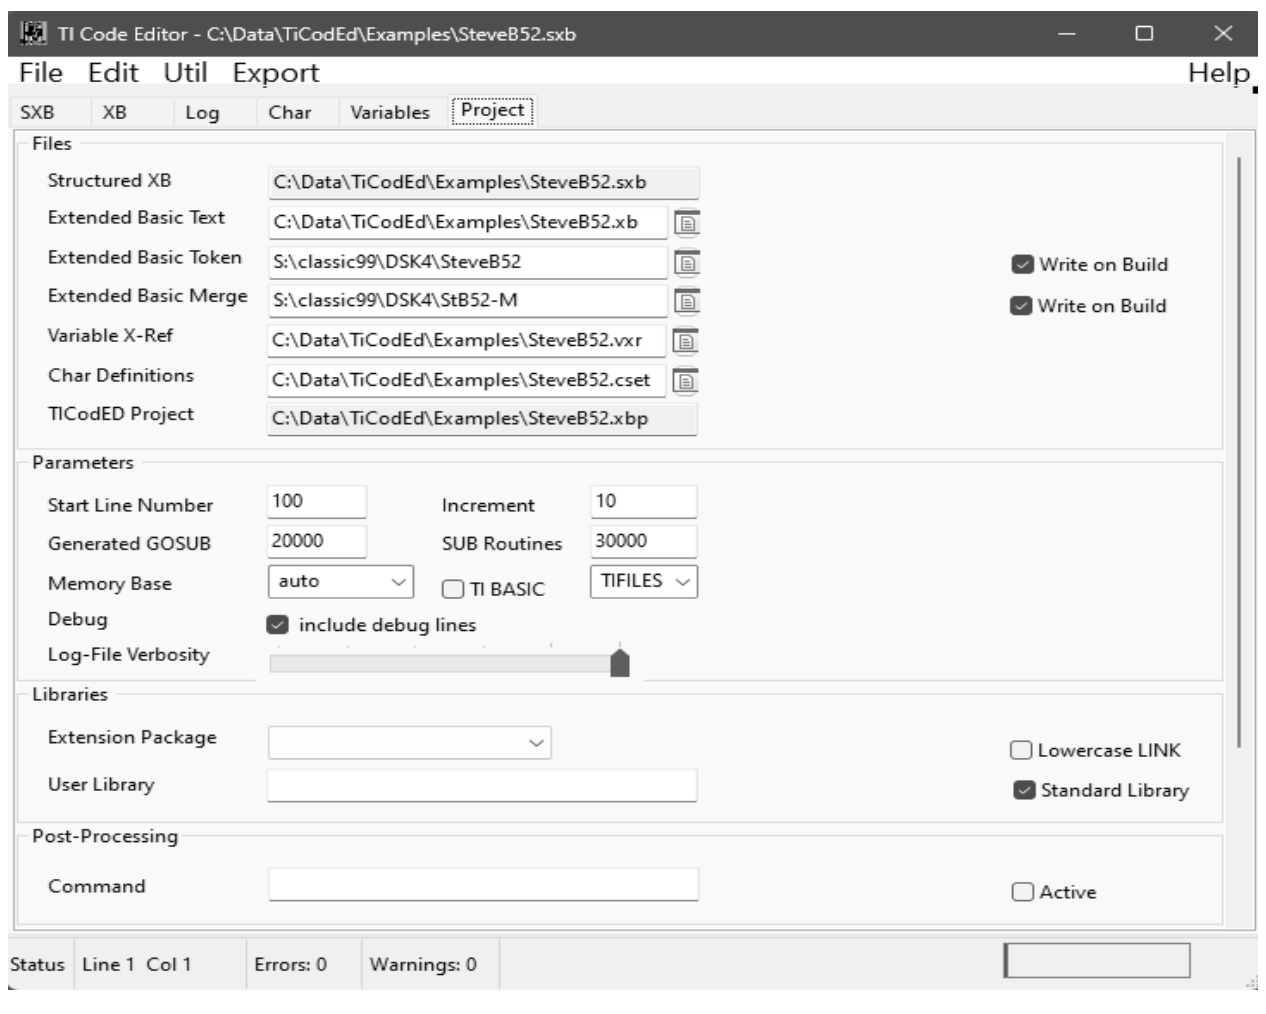 TI Code Editor - C:\Data\TiCodEd\Examples\SteveB52.sxb
File Edit Util Export Help
SXB XB Log Char Variables Project
Files
Structured XB C:\Data\TiCodEd\Examples\SteveB52.sxb
Extended Basic Text C:\Data\TiCodEd\Examples\SteveB52.xb
Extended Basic Token S:\classic99\DSK4\SteveB52 Write on Build
Extended Basic Merge S:\classic99\DSK4\StB52-M Write on Build
Variable X-Ref C:\Data\TiCodEd\Examples\SteveB52.vxr
Char Definitions C:\Data\TiCodEd\Examples\SteveB52.cset
TICodED Project C:\Data\TiCodEd\Examples\SteveB52.xbp
Parameters
Start Line Number 100 Increment 10
Generated GOSUB 20000 SUB Routines 30000
Memory Base auto TI BASIC TIFILES
Debug include debug lines
Log-File Verbosity
Libraries
Extension Package Lowercase LINK
User Library Standard Library
Post-Processing
Command Active
Status Line 1 Col 1 Errors: 0 Warnings: 0